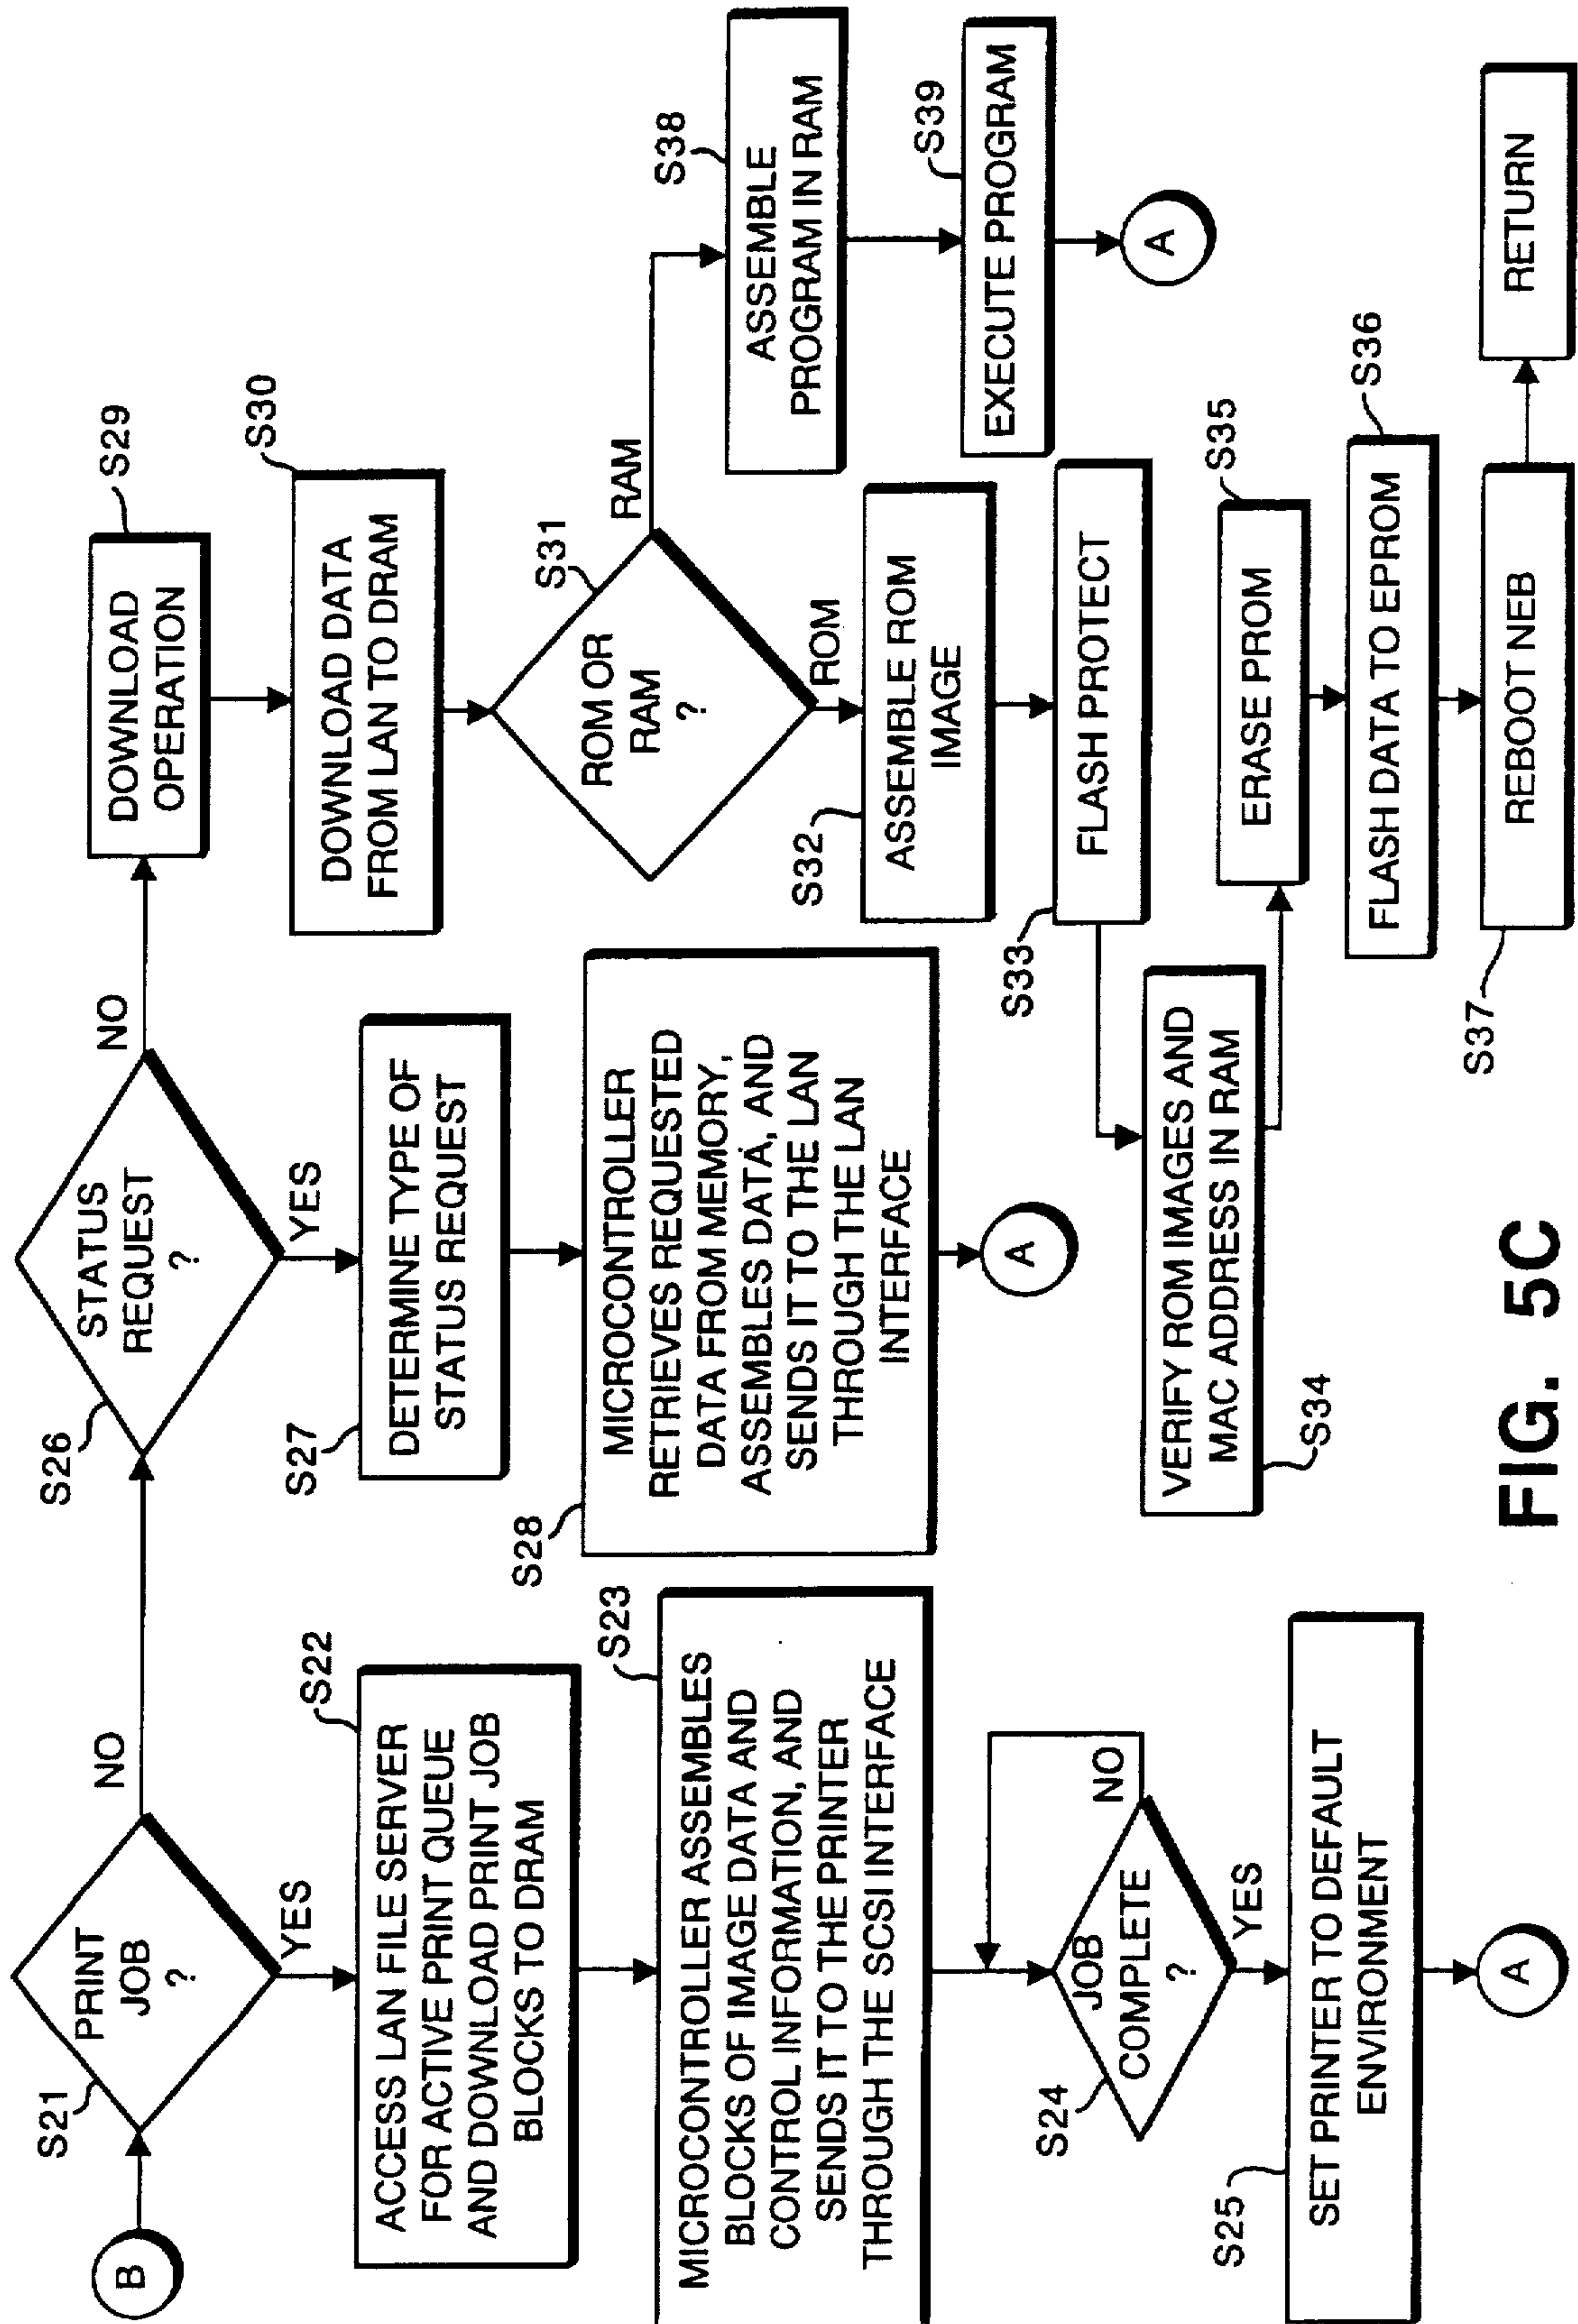 B
S21
PRINT
JOB
?
NO
YES
S22
ACCESS LAN FILE SERVER
FOR ACTIVE PRINT QUEUE
AND DOWNLOAD PRINT JOB
BLOCKS TO DRAM
S23
MICROCONTROLLER ASSEMBLES
BLOCKS OF IMAGE DATA AND
CONTROL INFORMATION, AND
SENDS IT TO THE PRINTER
THROUGH THE SCSI INTERFACE
S24
JOB
COMPLETE
?
NO
YES
S25
SET PRINTER TO DEFAULT
ENVIRONMENT
A
S26
STATUS
REQUEST
?
NO
YES
S27
DETERMINE TYPE OF
STATUS REQUEST
S28
MICROCONTROLLER
RETRIEVES REQUESTED
DATA FROM MEMORY,
ASSEMBLES DATA, AND
SENDS IT TO THE LAN
THROUGH THE LAN
INTERFACE
A
S29
DOWNLOAD
OPERATION
S30
DOWNLOAD DATA
FROM LAN TO DRAM
S31
ROM OR
RAM
?
RAM
ROM
S32
ASSEMBLE ROM
IMAGE
S33
FLASH PROTECT
VERIFY ROM IMAGES AND
MAC ADDRESS IN RAM
S34
S35
ERASE PROM
S36
FLASH DATA TO EPROM
S37
REBOOT NEB
RETURN
S38
ASSEMBLE
PROGRAM IN RAM
S39
EXECUTE PROGRAM
A
FIG. 5C